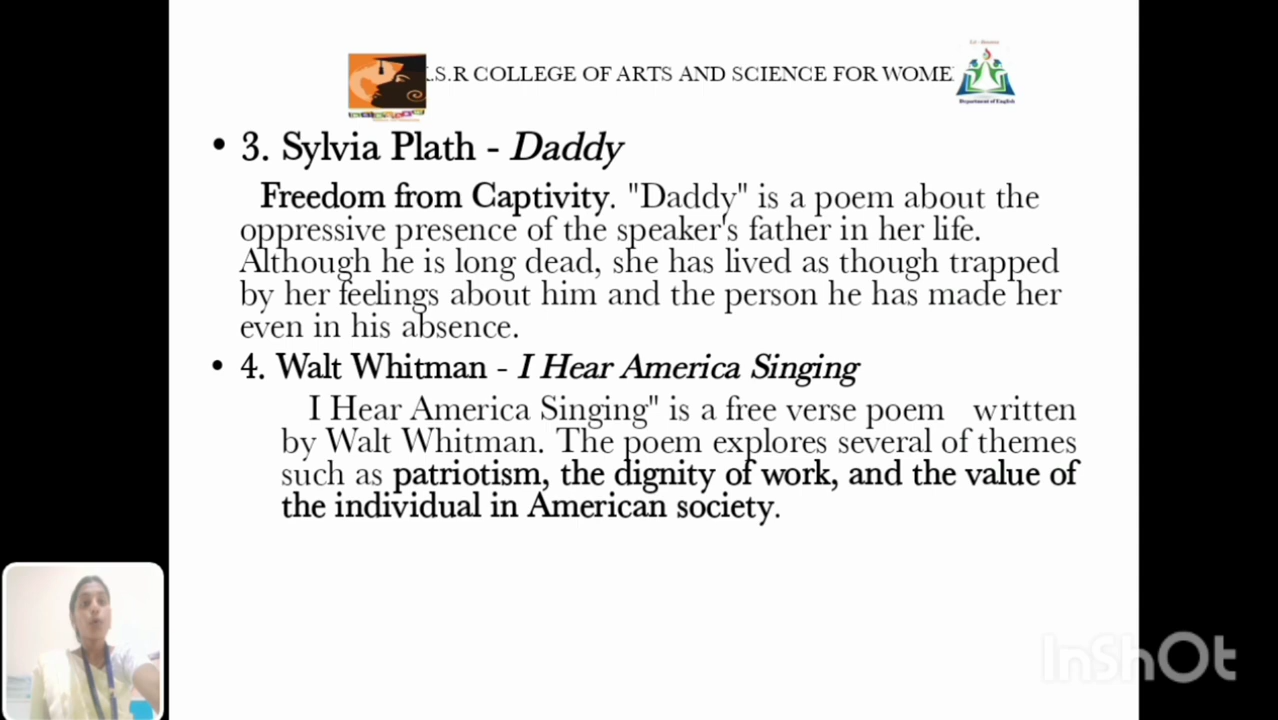 .S.R COLLEGE OF ARTS AND SCIENCE FOR WOME
Department of English
• 3. Sylvia Plath - Daddy
Freedom from Captivity. "Daddy" is a poem about the
oppressive presence of the speaker's father in her life.
Although he is long dead, she has lived as though trapped
by her feelings about him and the person he has made her
even in his absence.
• 4. Walt Whitman - I Hear America Singing
I Hear America Singing" is a free verse poem written
by Walt Whitman. The poem explores several of themes
such as patriotism, the dignity of work, and the value of
the individual in American society.
InShOt